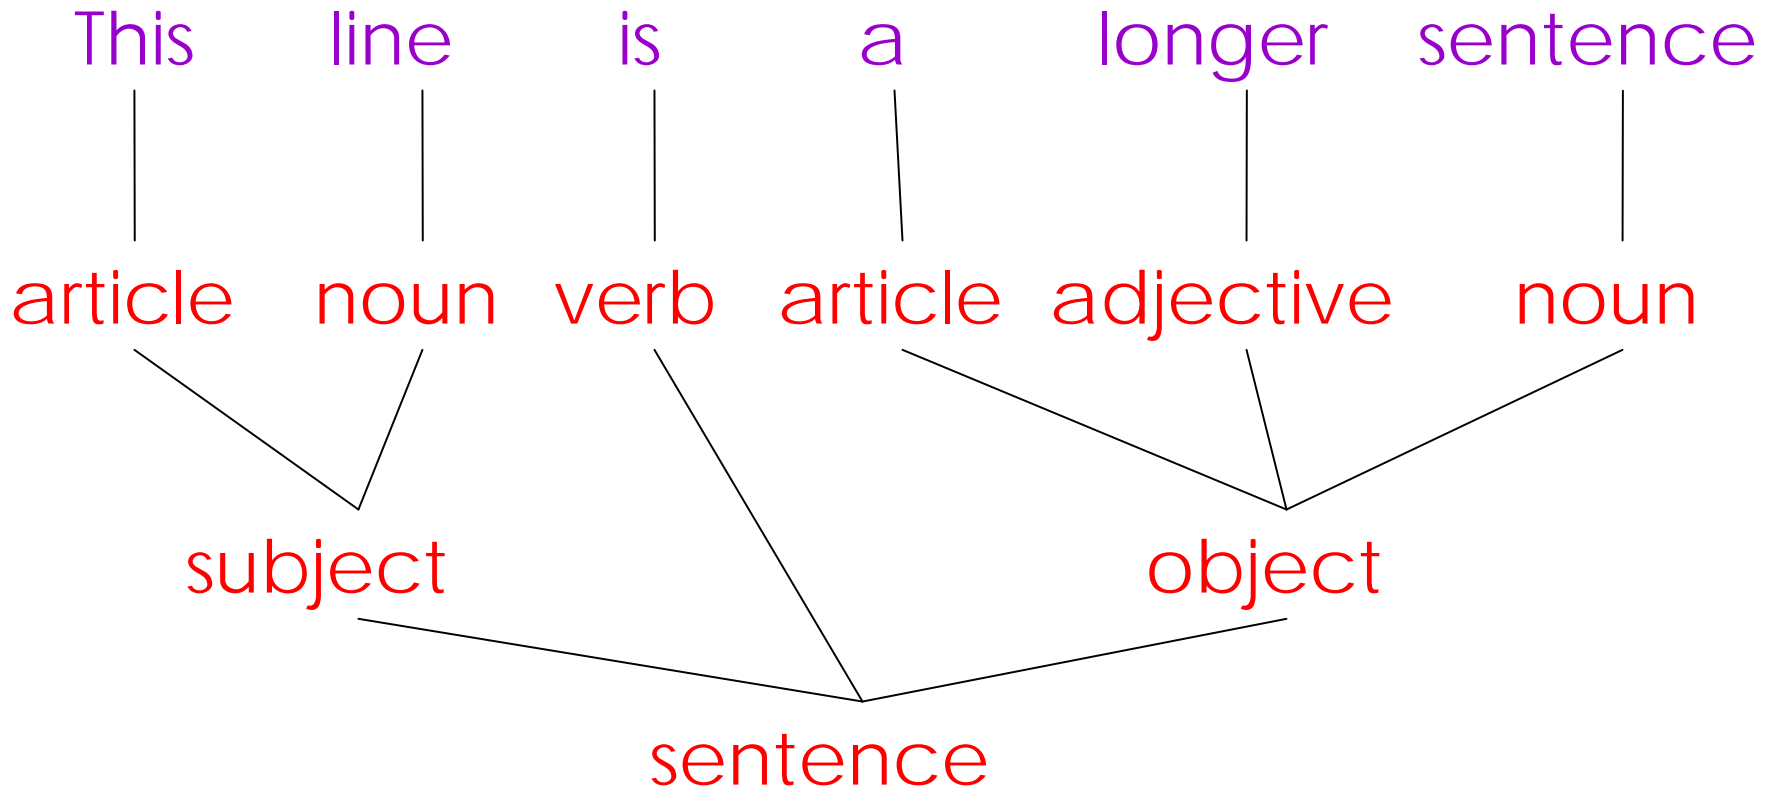 This line is a longer sentence
article noun verb article adjective noun
subject object
sentence